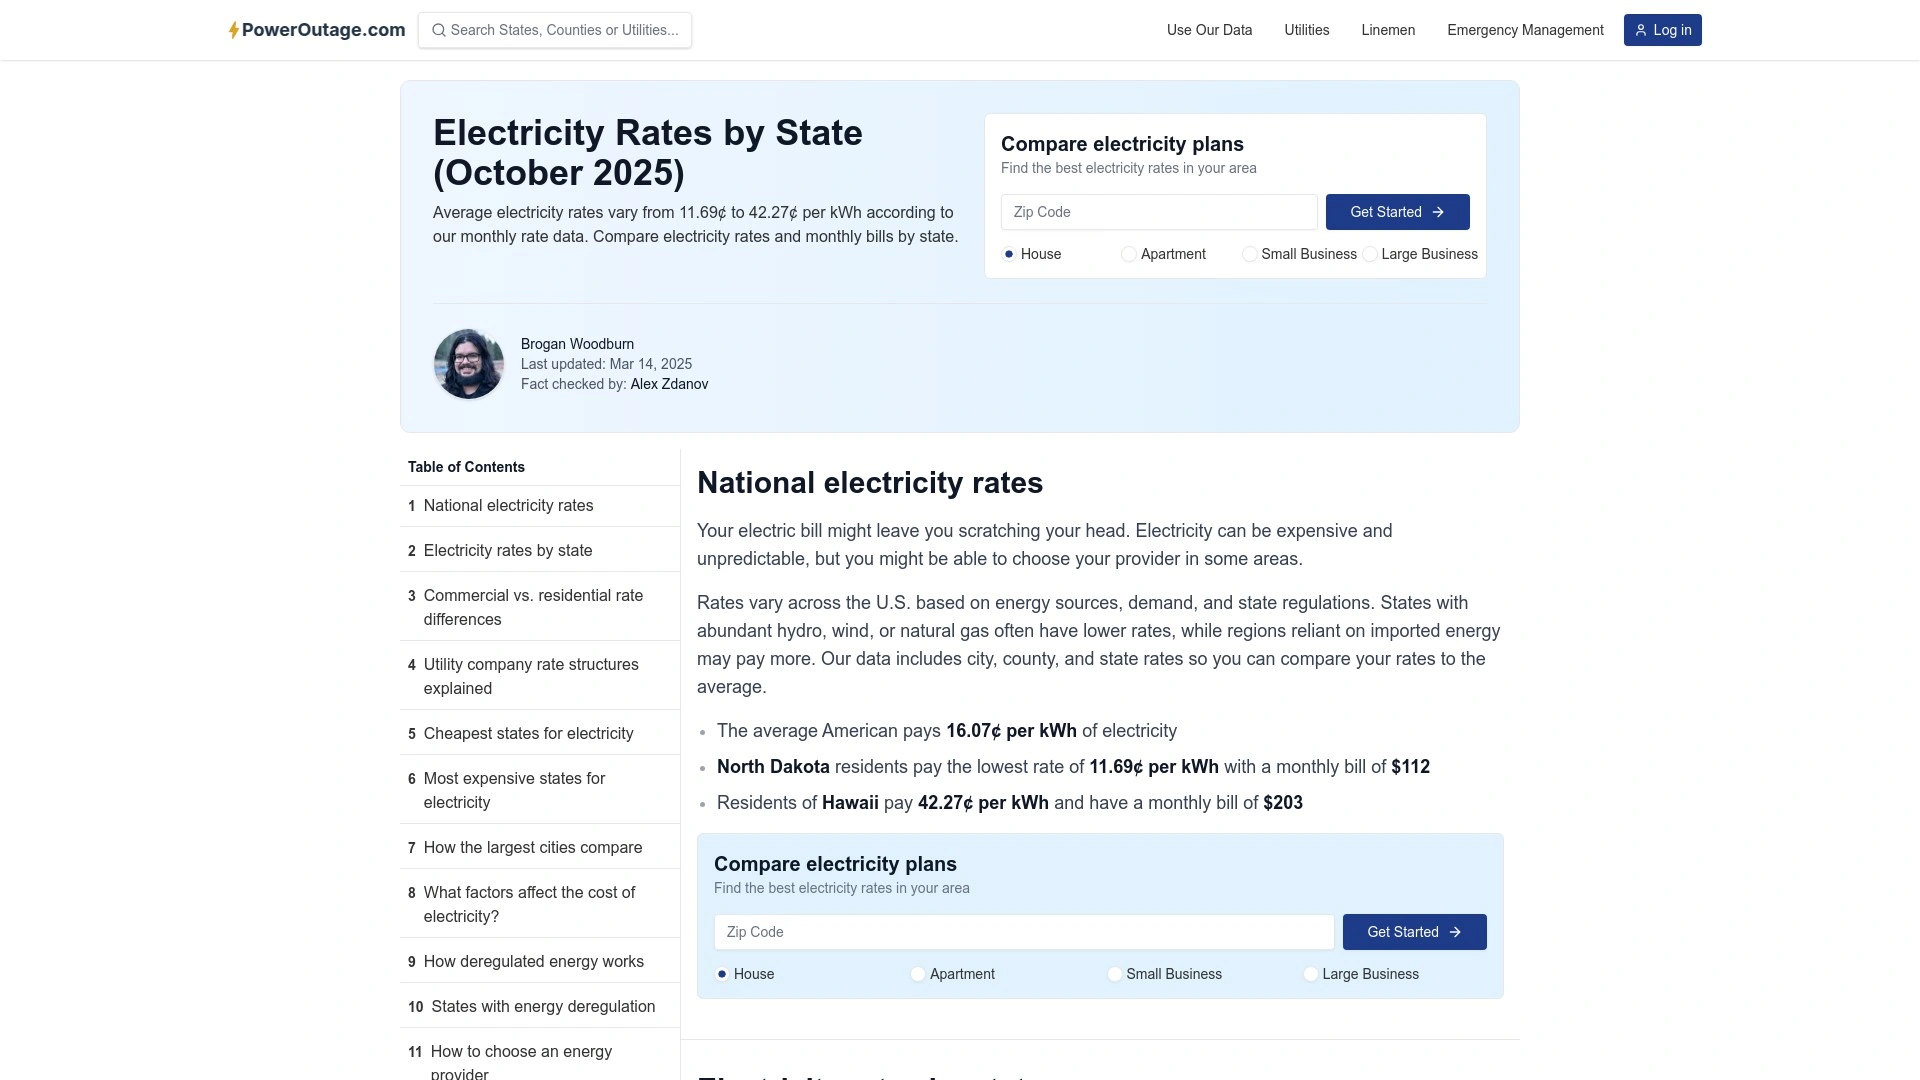 PowerOutage.com
Search States, Counties or Utilities...
Use Our Data
Utilities
Linemen
Emergency Management
Log in
Electricity Rates by State
(October 2025)
Average electricity rates vary from 11.69¢ to 42.27¢ per kWh according to
our monthly rate data. Compare electricity rates and monthly bills by state.
Compare electricity plans
Find the best electricity rates in your area
Zip Code
Get Started
House
Apartment
Small Business
Large Business
Brogan Woodburn
Last updated: Mar 14, 2025
Fact checked by: Alex Zdanov
Table of Contents
1 National electricity rates
2 Electricity rates by state
3 Commercial vs. residential rate
differences
4 Utility company rate structures
explained
5 Cheapest states for electricity
6 Most expensive states for
electricity
7 How the largest cities compare
8 What factors affect the cost of
electricity?
9 How deregulated energy works
10 States with energy deregulation
11 How to choose an energy
provider
National electricity rates
Your electric bill might leave you scratching your head. Electricity can be expensive and
unpredictable, but you might be able to choose your provider in some areas.
Rates vary across the U.S. based on energy sources, demand, and state regulations. States with
abundant hydro, wind, or natural gas often have lower rates, while regions reliant on imported energy
may pay more. Our data includes city, county, and state rates so you can compare your rates to the
average.
• The average American pays 16.07¢ per kWh of electricity
• North Dakota residents pay the lowest rate of 11.69¢ per kWh with a monthly bill of $112
• Residents of Hawaii pay 42.27¢ per kWh and have a monthly bill of $203
Compare electricity plans
Find the best electricity rates in your area
Zip Code
Get Started
House
Apartment
Small Business
Large Business